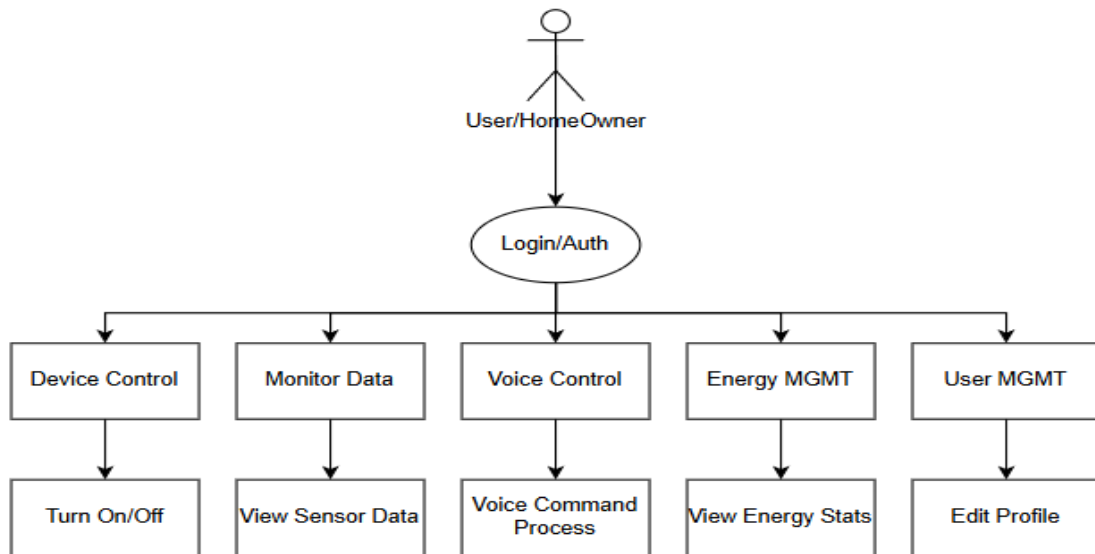 User/HomeOwner
Login/Auth
Device Control
Monitor Data
Voice Control
Energy MGMT
User MGMT
Turn On/Off
View Sensor Data
Voice Command
Process
View Energy Stats
Edit Profile